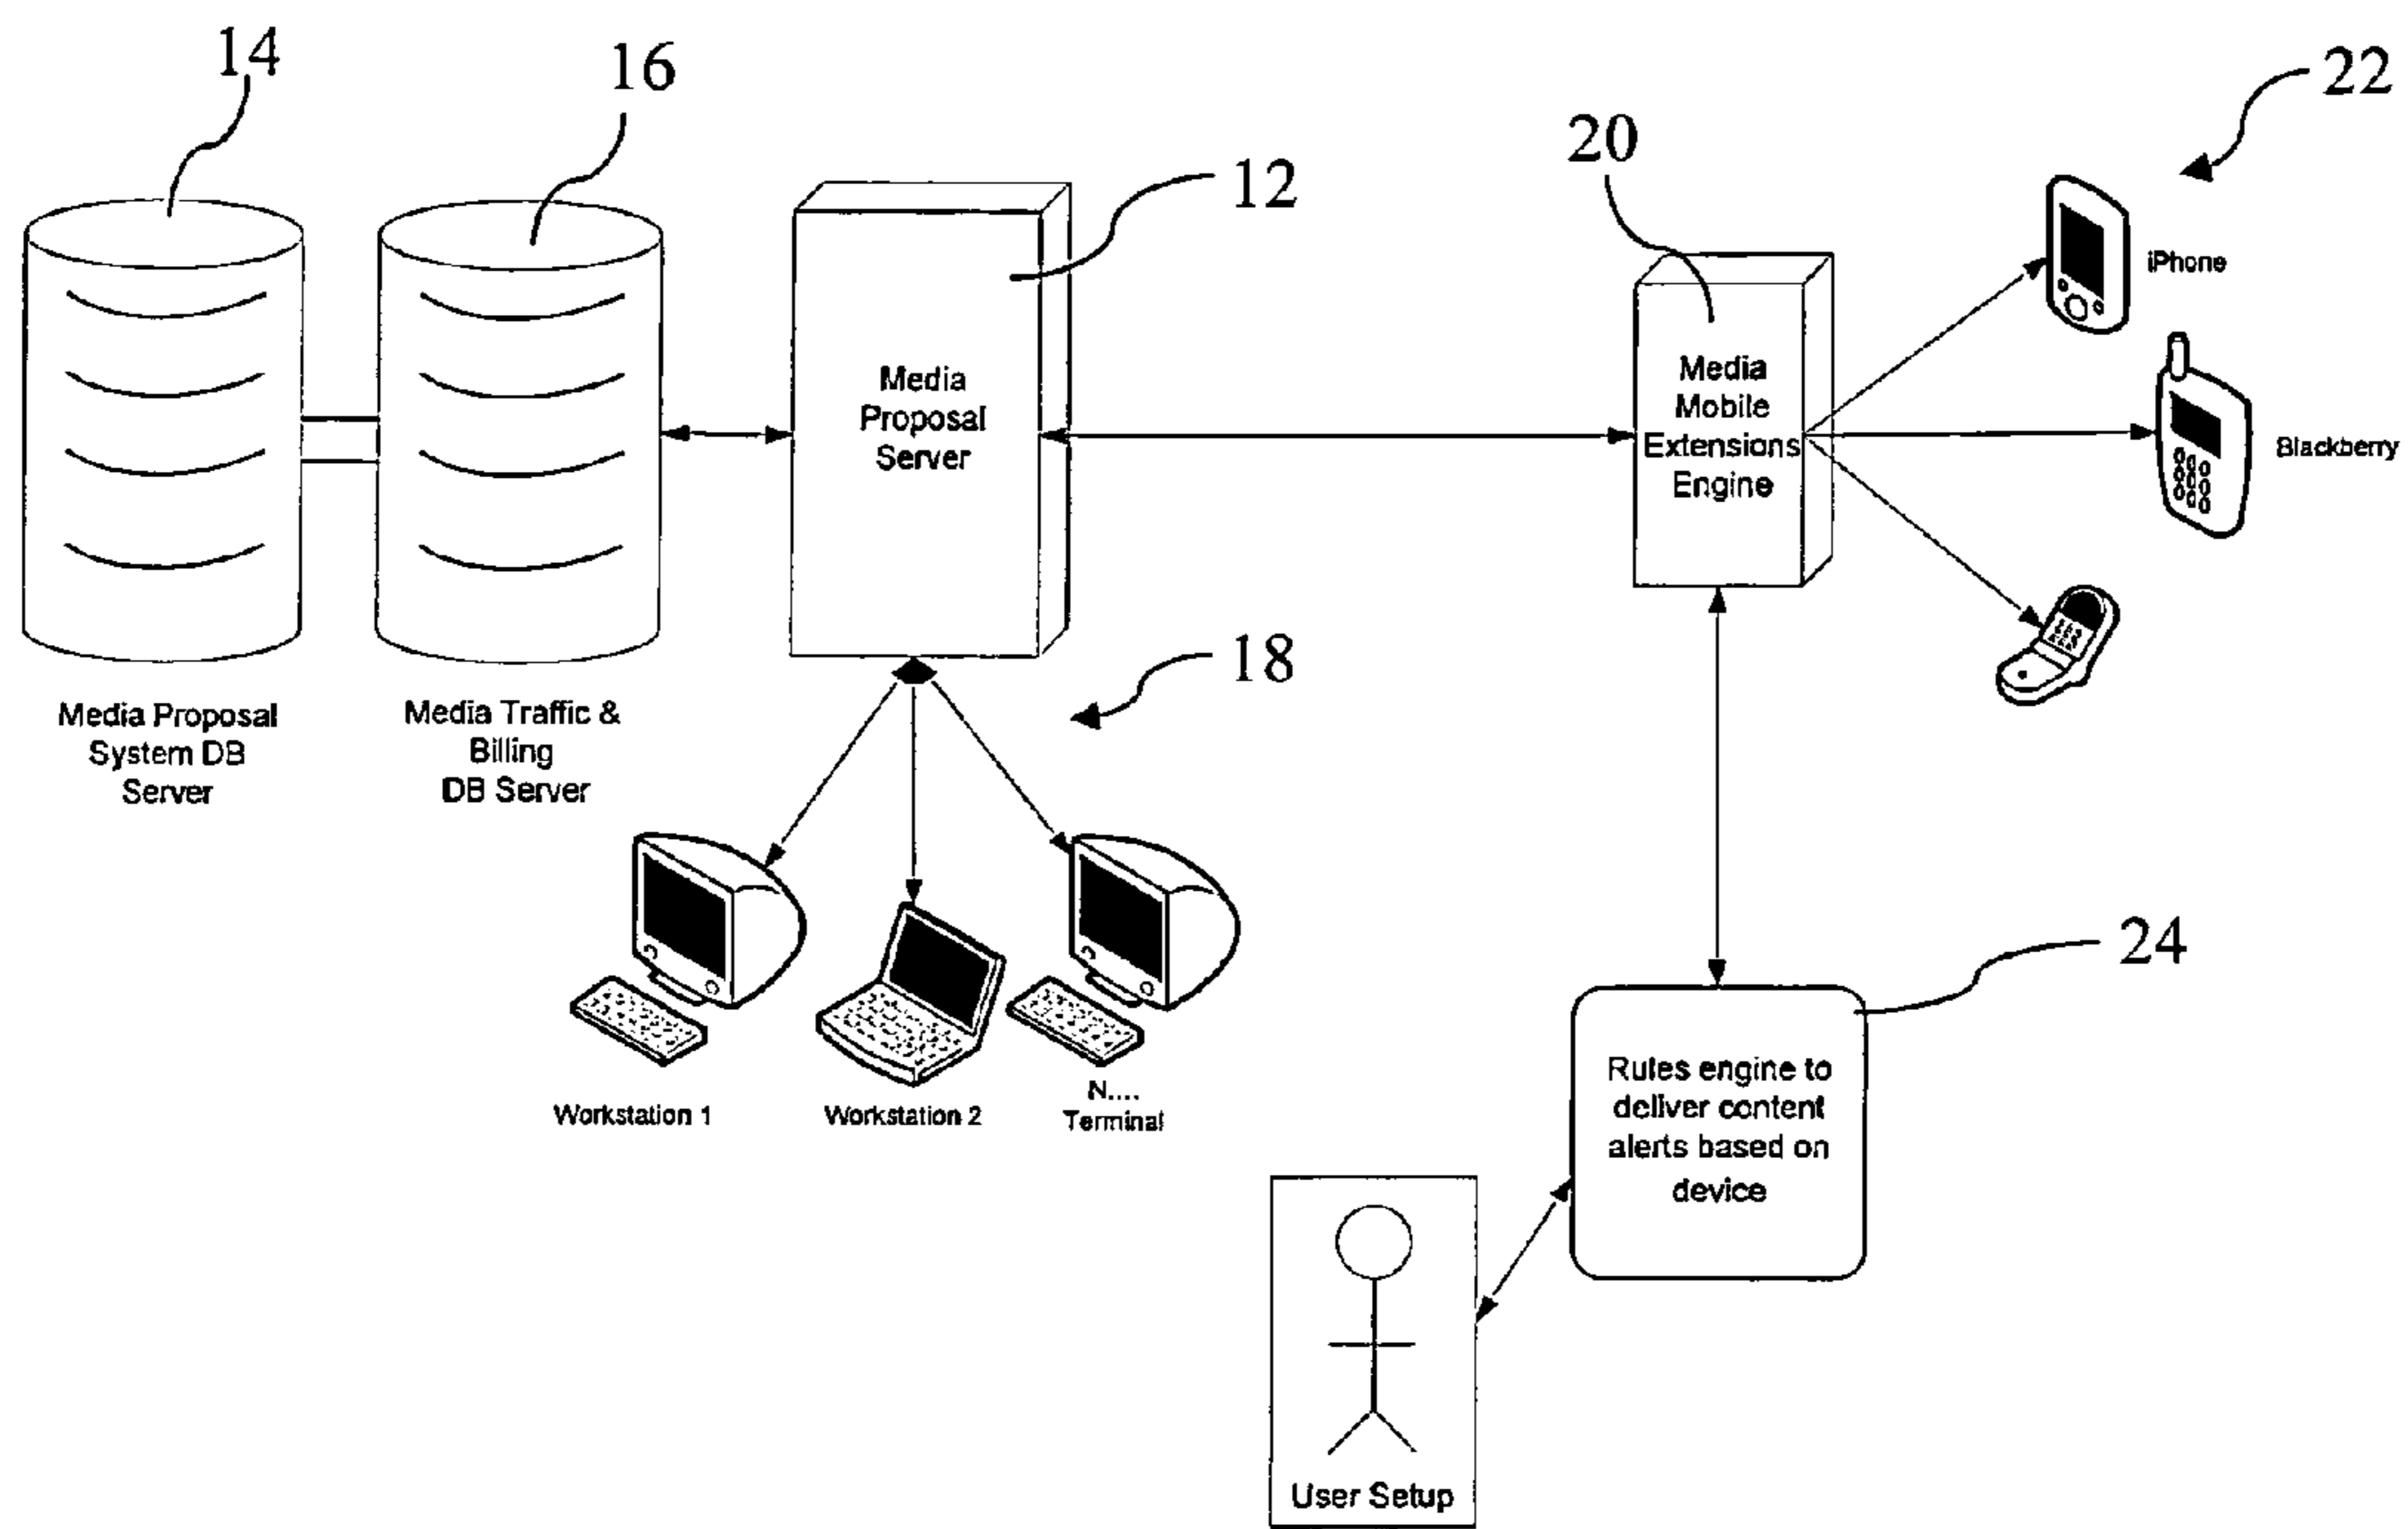 14
16
12
20
22
iPhone
Media
Proposal
Server
Media
Mobile
Extensions
Engine
Blackberry
18
Media Proposal
System DB
Server
Media Traffic &
Billing
DB Server
24
Workstation 1
Workstation 2
N....
Terminal
Rules engine to
deliver content
alerts based on
device
User Setup